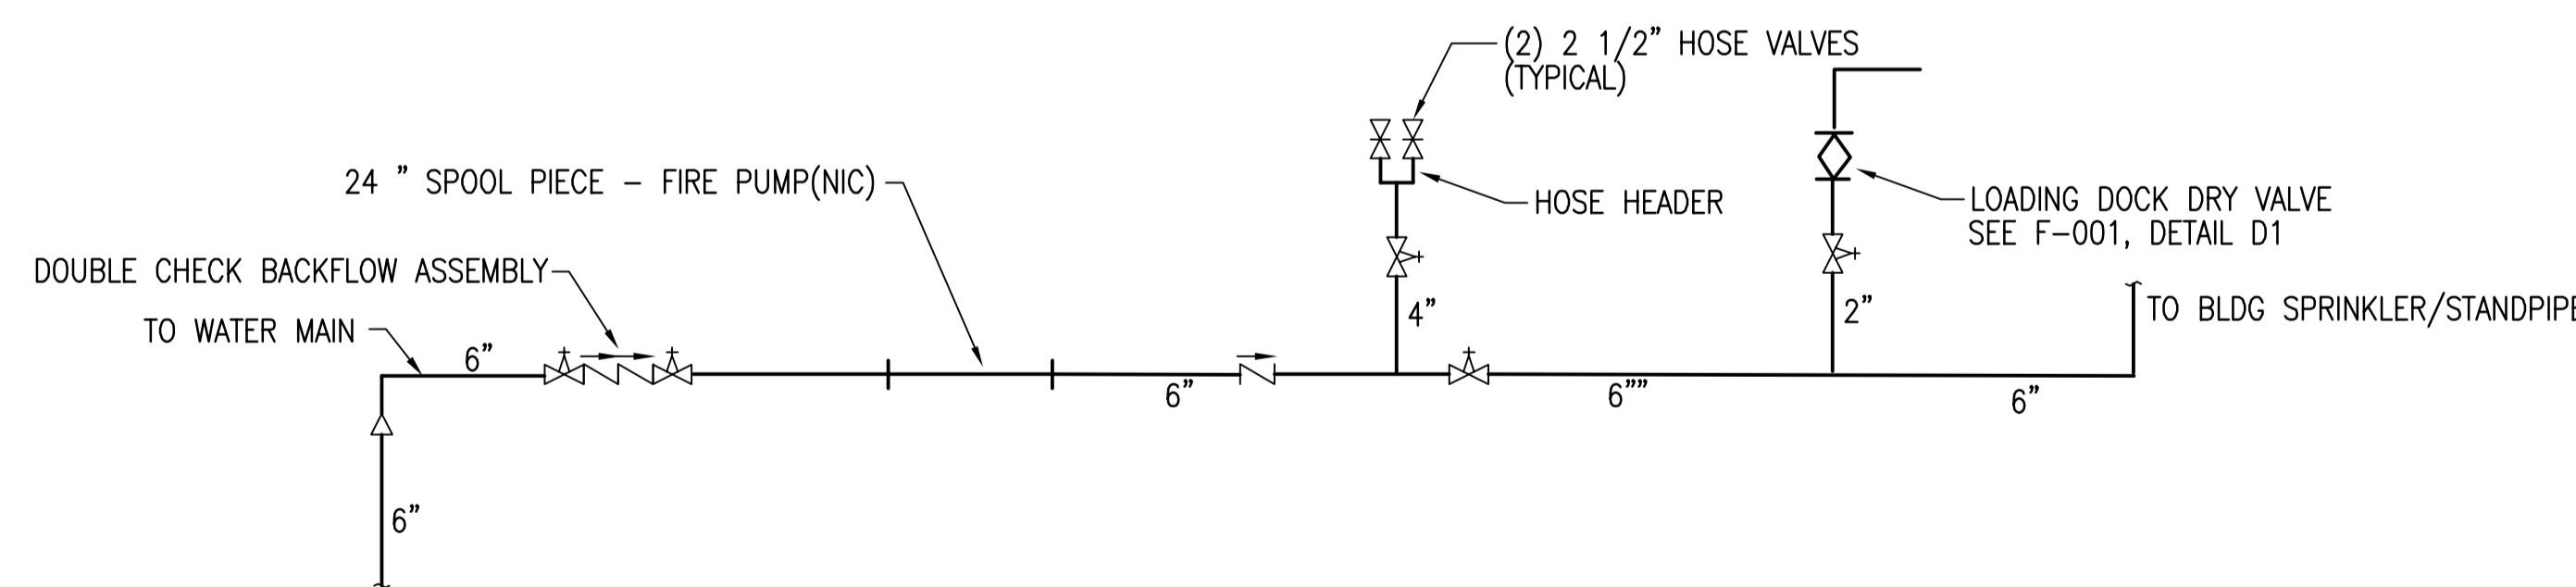 (2) 2 1/2" HOSE VALVES
(TYPICAL)
24 " SPOOL PIECE - FIRE PUMP(NIC)
HOSE HEADER
LOADING DOCK DRY VALVE
SEE F-001, DETAIL D1
DOUBLE CHECK BACKFLOW ASSEMBLY
TO WATER MAIN
6"
4"
2"
TO BLDG SPRINKLER/STANDPIPE
6"
6""
6"
6"